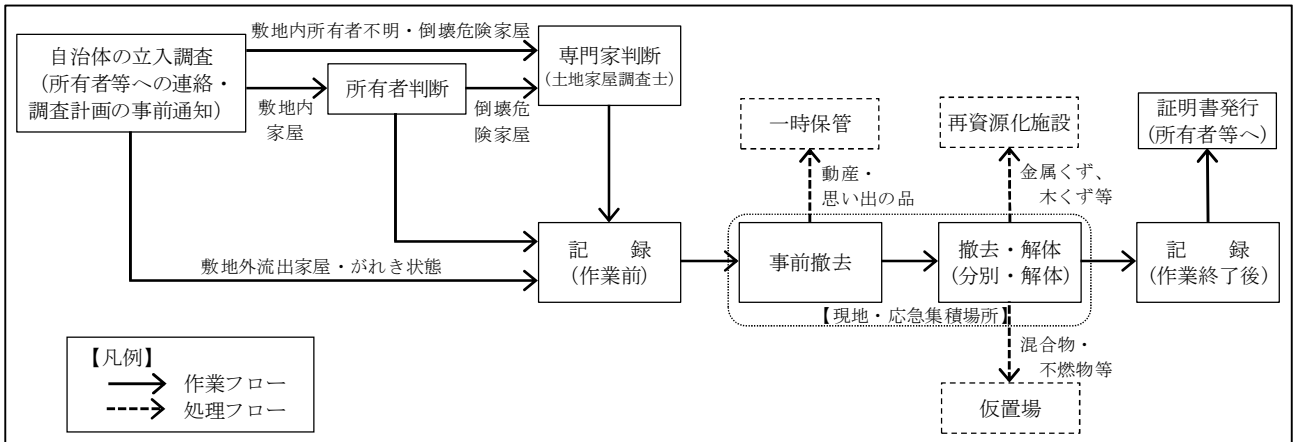 自治体の立入調査
（所有者等への連絡・
調査計画の事前通知）
敷地内所有者不明・倒壊危険家屋
敷地内
家屋
所有者判断
倒壊危
険家屋
専門家判断
(土地家屋調査士)
敷地外流出家屋・がれき状態
記　録
(作業前)
一時保管
動産・
思い出の品
事前撤去
再資源化施設
金属くず、
木くず等
撤去・解体
(分別・解体)
【現地・応急集積場所】
混合物・
不燃物等
仮置場
証明書発行
(所有者等へ)
記　録
(作業終了後)
【凡例】
作業フロー
処理フロー